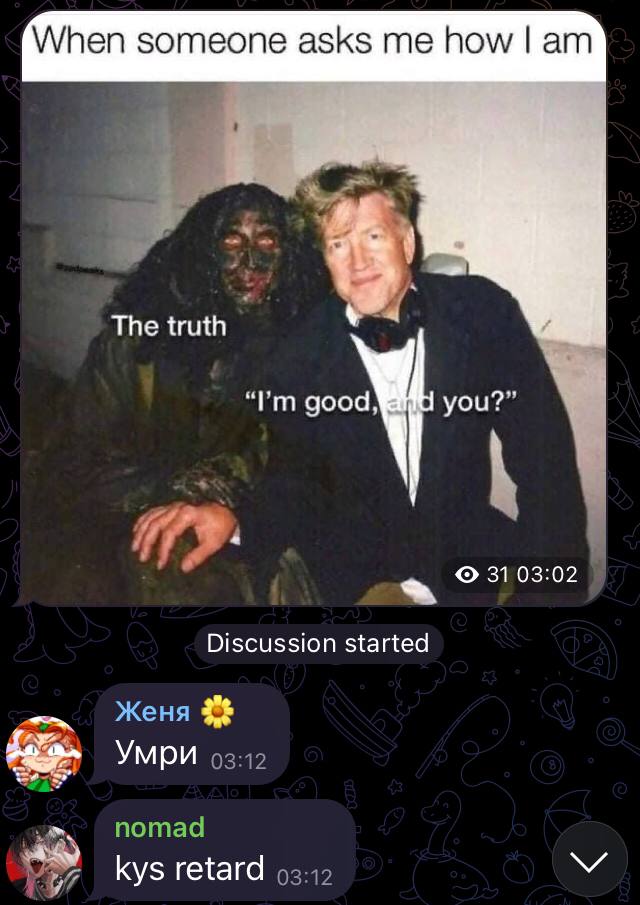 When someone asks me how I am
The truth
“I’m good, and you?”
31 03:02
Discussion started
Женя 🌼
Умри 03:12
nomad
kys retard 03:12